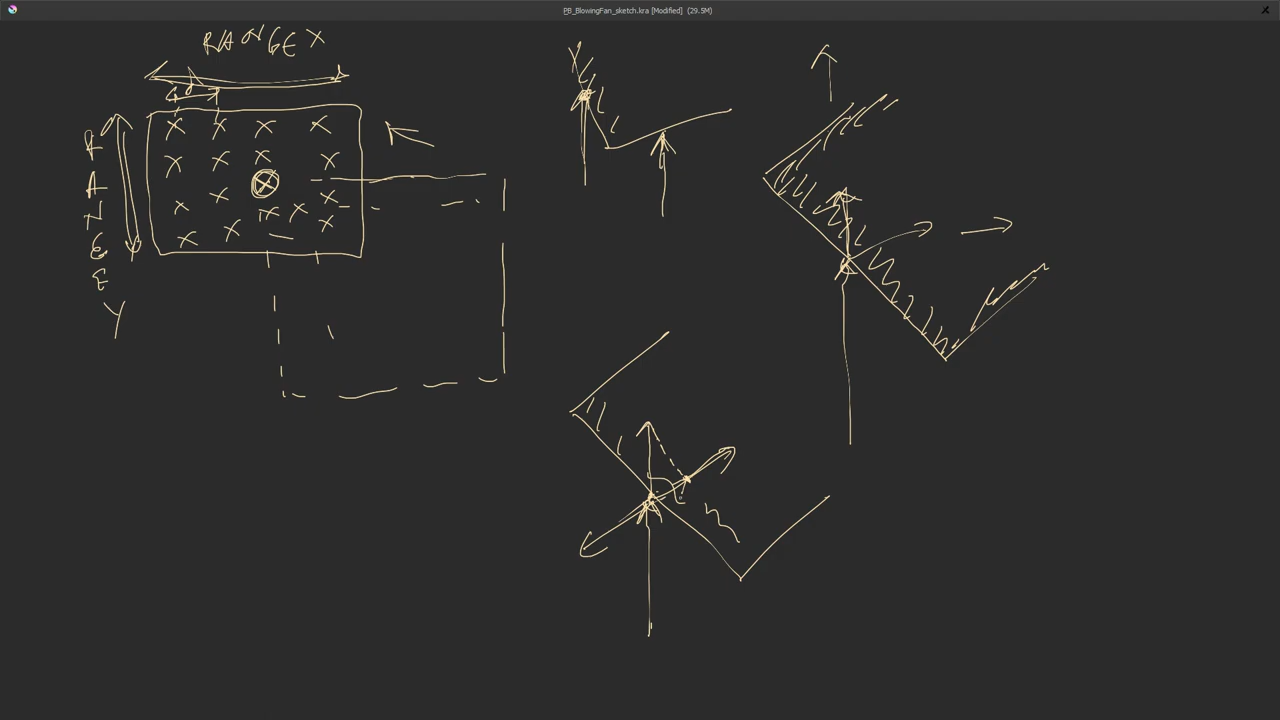 PB_BlowingFan_sketch.kra [Modified] (29.5M)
RANGE X
d
RANGE Y